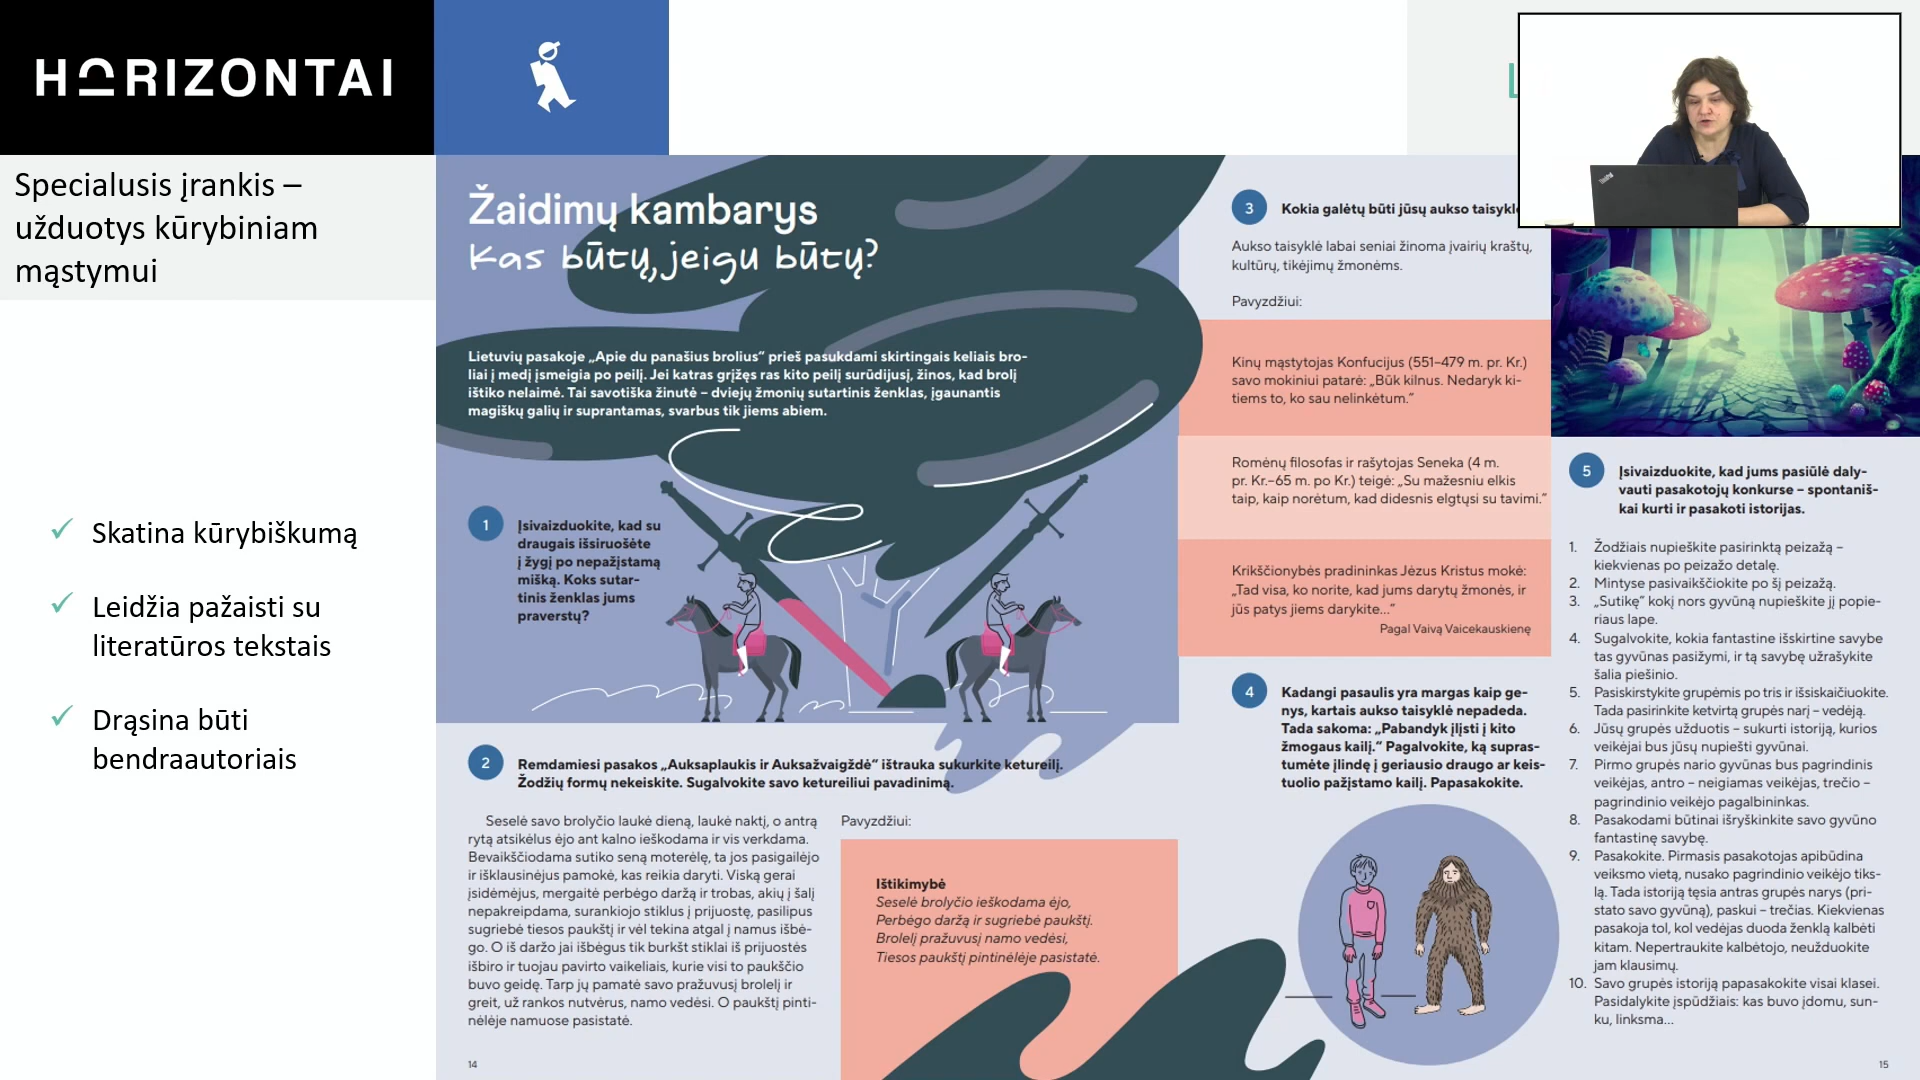 HORIZONTAI
L
Specialusis įrankis –
užduotys kūrybiniam
mąstymui
Skatina kūrybiškumą
Leidžia pažaisti su
literatūros tekstais
Drąsina būti
bendraautoriais
Žaidimų kambarys
Kas būtų, jeigu būtų?
Lietuvių pasakoje „Apie du panašius brolius“ prieš pasukdami skirtingais keliais bro-
liai į medį įsmeigia po peilį. Jei katras grįžęs ras kito peilį surūdijusį, žinos, kad brolį
ištiko nelaimė. Tai savotiška žinutė – dviejų žmonių sutartinis ženklas, įgaunantis
magiškų galių ir suprantamas, svarbus tik jiems abiem.
1
Įsivaizduokite, kad su
draugais išsiruošėte
į žygį po nepažįstamą
mišką. Koks sutar-
tinis ženklas jums
praverstų?
2
Remdamiesi pasakos „Auksaplaukis ir Auksažvaigždė“ ištrauka sukurkite ketureilį.
Žodžių formų nekeiskite. Sugalvokite savo ketureiliui pavadinimą.
Seselė savo brolyčio laukė dieną, laukė naktį, o antrą
rytą atsikėlus ėjo ant kalno ieškodama ir vis verkdama.
Bevaikščiodama sutiko seną moterėlę, ta jos pasigailėjo
ir išklausinėjus pamokė, kas reikia daryti. Viską gerai
įsidėmėjus, mergaitė perbėgo daržą ir trobas, akių į šalį
nepakreipdama, surankiojo stiklus į prijuostę, pasilipus
sugriebė tiesos paukštį ir vėl tekina atgal į namus išbė-
go. O iš daržo jai išbėgus tik burkšt stiklai iš prijuostės
išbiro ir tuojau pavirto vaikeliais, kurie visi to paukščio
buvo geidę. Tarp jų pamatė savo pražuvusį brolelį ir
greit, už rankos nutvėrus, namo vedėsi. O paukštį pinti-
nėlėje namuose pasistatė.
Pavyzdžiui:
Ištikimybė
Seselė brolyčio ieškodama ėjo,
Perbėgo daržą ir sugriebė paukštį.
Brolelį pražuvusį namo vedėsi,
Tiesos paukštį pintinėlėje pasistatė.
14
3
Kokia galėtų būti jūsų aukso taisyklė
Aukso taisyklė labai seniai žinoma įvairių kraštų,
kultūrų, tikėjimų žmonėms.
Pavyzdžiui:
Kinų mąstytojas Konfucijus (551–479 m. pr. Kr.)
savo mokiniui patarė: „Būk kilnus. Nedaryk ki-
tiems to, ko sau nelinkėtum.“
Romėnų filosofas ir rašytojas Seneka (4 m.
pr. Kr.–65 m. po Kr.) teigė: „Su mažesniu elkis
taip, kaip norėtum, kad didesnis elgtųsi su tavimi.“
Krikščionybės pradininkas Jėzus Kristus mokė:
„Tad visa, ko norite, kad jums darytų žmonės, ir
jūs patys jiems darykite...“
Pagal Vaivą Vaicekauskienę
4
Kadangi pasaulis yra margas kaip ge-
nys, kartais aukso taisyklė nepadeda.
Tada sakoma: „Pabandyk įlįsti į kito
žmogaus kailį.“ Pagalvokite, ką supras-
tumėte įlindę į geriausio draugo ar keis-
tuolio pažįstamo kailį. Papasakokite.
5
Įsivaizduokite, kad jums pasiūlė daly-
vauti pasakotojų konkurse – spontaniš-
kai kurti ir pasakoti istorijas.
1. Žodžiais nupieškite pasirinktą peizažą –
kiekvienas po peizažo detalę.
2. Mintyse pasivaikščiokite po šį peizažą.
3. „Sutikę“ kokį nors gyvūną nupieškite jį popie-
riaus lape.
4. Sugalvokite, kokia fantastine išskirtine savybe
tas gyvūnas pasižymi, ir tą savybę užrašykite
šalia piešinio.
5. Pasiskirstykite grupėmis po tris ir išsiskaičiuokite.
Tada pasirinkite ketvirtą grupės narį – vedėją.
6. Jūsų grupės užduotis – sukurti istoriją, kurios
veikėjai bus jūsų nupiešti gyvūnai.
7. Pirmo grupės nario gyvūnas bus pagrindinis
veikėjas, antro – neigiamas veikėjas, trečio –
pagrindinio veikėjo pagalbininkas.
8. Pasakodami būtinai išryškinkite savo gyvūno
fantastinę savybę.
9. Pasakokite. Pirmasis pasakotojas apibūdina
veiksmo vietą, nusako pagrindinio veikėjo tiks-
lą. Tada istoriją tęsia antras grupės narys (pri-
stato savo gyvūną), paskui – trečias. Kiekvienas
pasakoja tol, kol vedėjas duoda ženklą kalbėti
kitam. Nepertraukite kalbėtojo, neužduokite
jam klausimų.
10. Savo grupės istoriją papasakokite visai klasei.
Pasidalykite įspūdžiais: kas buvo įdomu, sun-
ku, linksma...
15